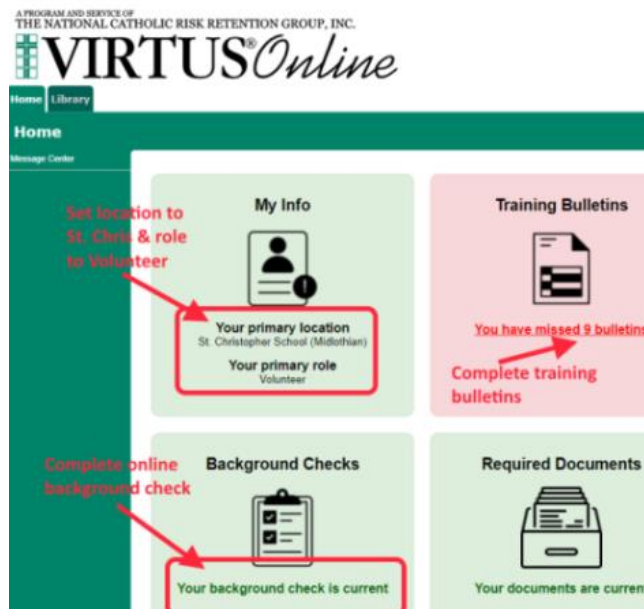 A PROGRAM AND SERVICE OF
THE NATIONAL CATHOLIC RISK RETENTION GROUP, INC.
VIRTUS® Online
Home Library
Home
Message Center
My Info
Training Bulletins
Set location to
St. Chris & role
to Volunteer
Your primary location
St. Christopher School (Midlothian)
Your primary role
Volunteer
You have missed 9 bulletins
Complete training
bulletins
Background Checks
Required Documents
Complete online
background check
Your background check is current
Your documents are curren